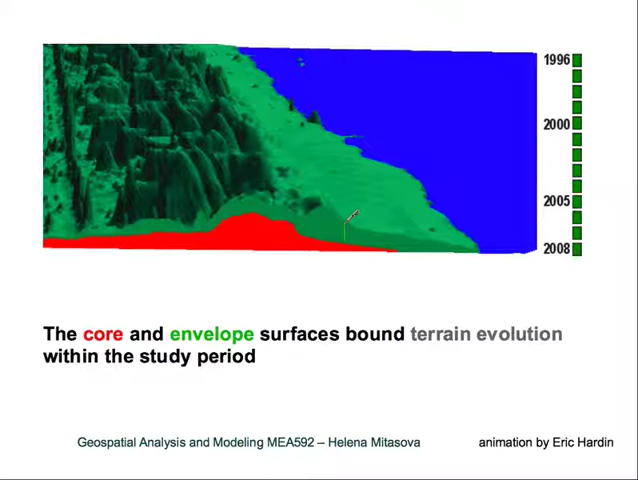 1996
2000
2005
2008
The core and envelope surfaces bound terrain evolution
within the study period
Geospatial Analysis and Modeling MEA592 – Helena Mitasova
animation by Eric Hardin